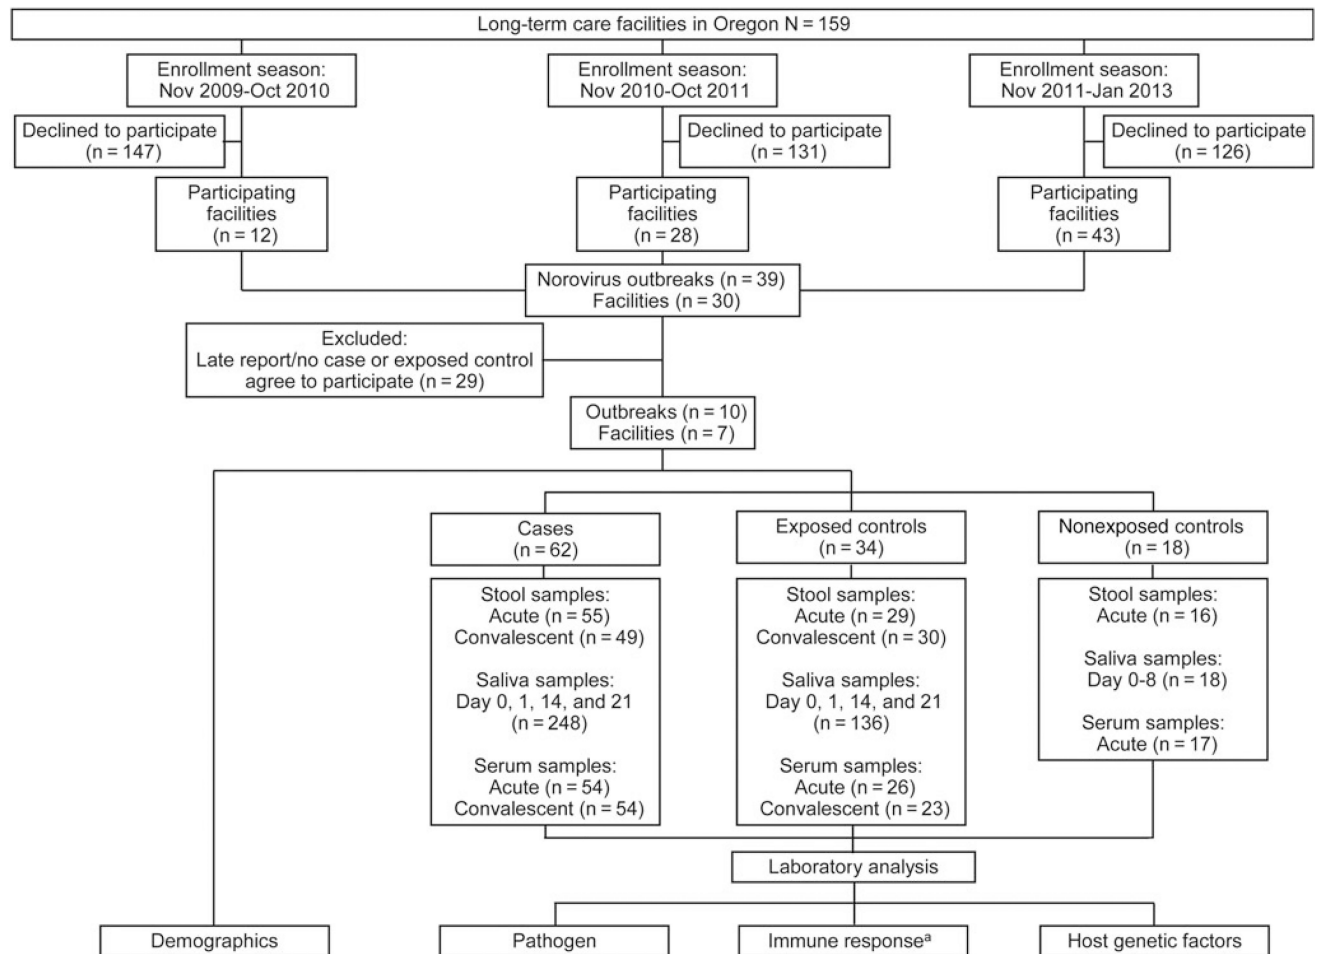 Long-term care facilities in Oregon N = 159
Enrollment season:
Nov 2009-Oct 2010
Enrollment season:
Nov 2010-Oct 2011
Enrollment season:
Nov 2011-Jan 2013
Declined to participate
(n = 147)
Declined to participate
(n = 131)
Declined to participate
(n = 126)
Participating
facilities
(n = 12)
Participating
facilities
(n = 28)
Participating
facilities
(n = 43)
Norovirus outbreaks (n = 39)
Facilities (n = 30)
Excluded:
Late report/no case or exposed control
agree to participate (n = 29)
Outbreaks (n = 10)
Facilities (n = 7)
Cases
(n = 62)
Exposed controls
(n = 34)
Nonexposed controls
(n = 18)
Stool samples:
Acute (n = 55)
Convalescent (n = 49)
Saliva samples:
Day 0, 1, 14, and 21
(n = 248)
Serum samples:
Acute (n = 54)
Convalescent (n = 54)
Stool samples:
Acute (n = 29)
Convalescent (n = 30)
Saliva samples:
Day 0, 1, 14, and 21
(n = 136)
Serum samples:
Acute (n = 26)
Convalescent (n = 23)
Stool samples:
Acute (n = 16)
Saliva samples:
Day 0-8 (n = 18)
Serum samples:
Acute (n = 17)
Laboratory analysis
Demographics
Pathogen
Immune responseᵃ
Host genetic factors